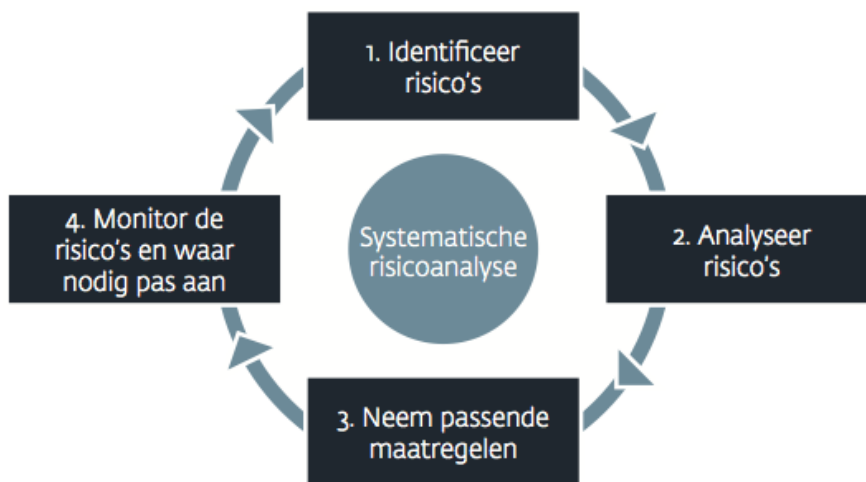 1. Identificeer
risico's
2. Analyseer
risico's
3. Neem passende
maatregelen
4. Monitor de
risico's en waar
nodig pas aan
Systematische
risicoanalyse